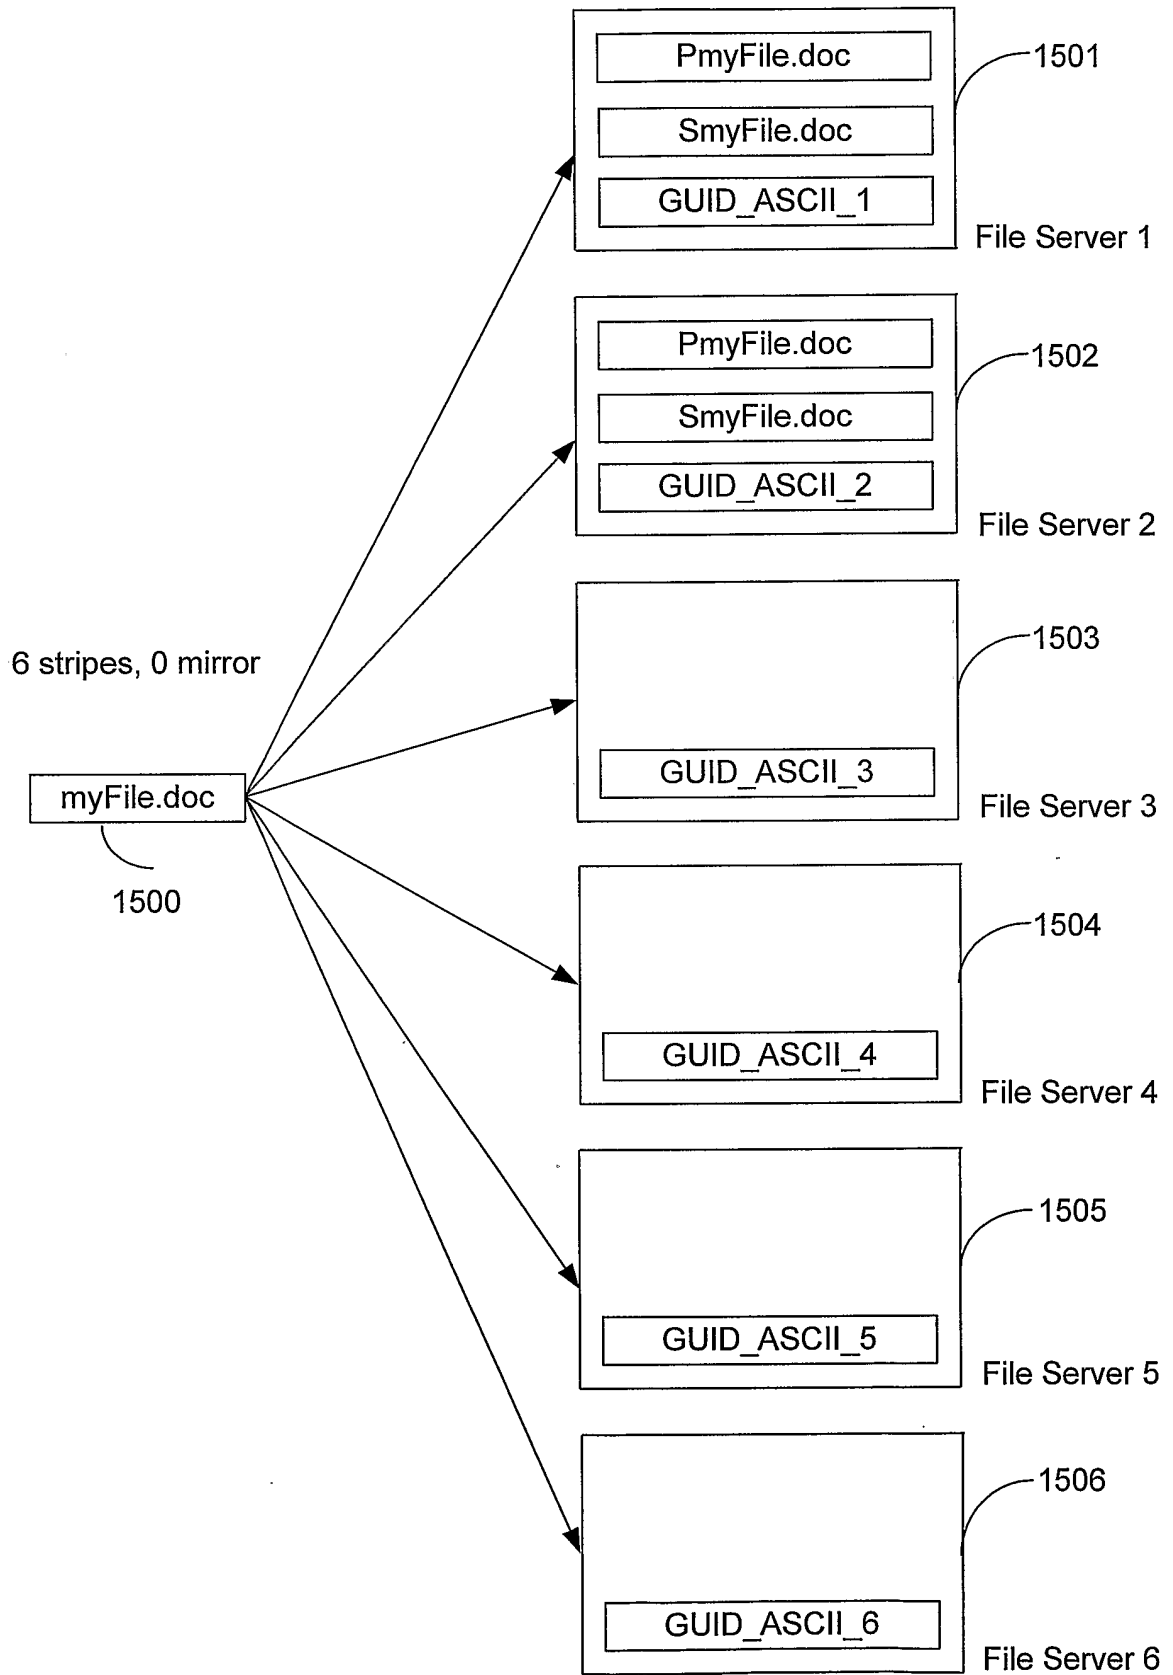 PmyFile.doc
1501
SmyFile.doc
GUID_ASCII_1
File Server 1
PmyFile.doc
1502
SmyFile.doc
GUID_ASCII_2
File Server 2
6 stripes, 0 mirror
myFile.doc
1500
1503
GUID_ASCII_3
File Server 3
1504
GUID_ASCII_4
File Server 4
1505
GUID_ASCII_5
File Server 5
1506
GUID_ASCII_6
File Server 6